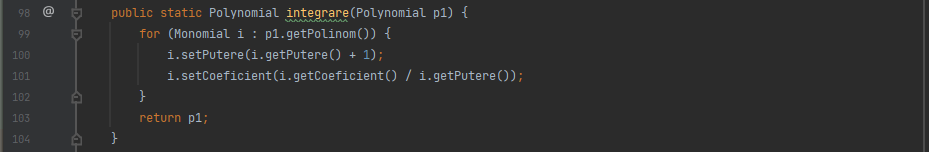 98 @ public static Polynomial integrare(Polynomial p1) {
99 for (Monomial i : p1.getPolinom()) {
100 i.setPutere(i.getPutere() + 1);
101 i.setCoeficient(i.getCoeficient() / i.getPutere());
102 }
103 return p1;
104 }